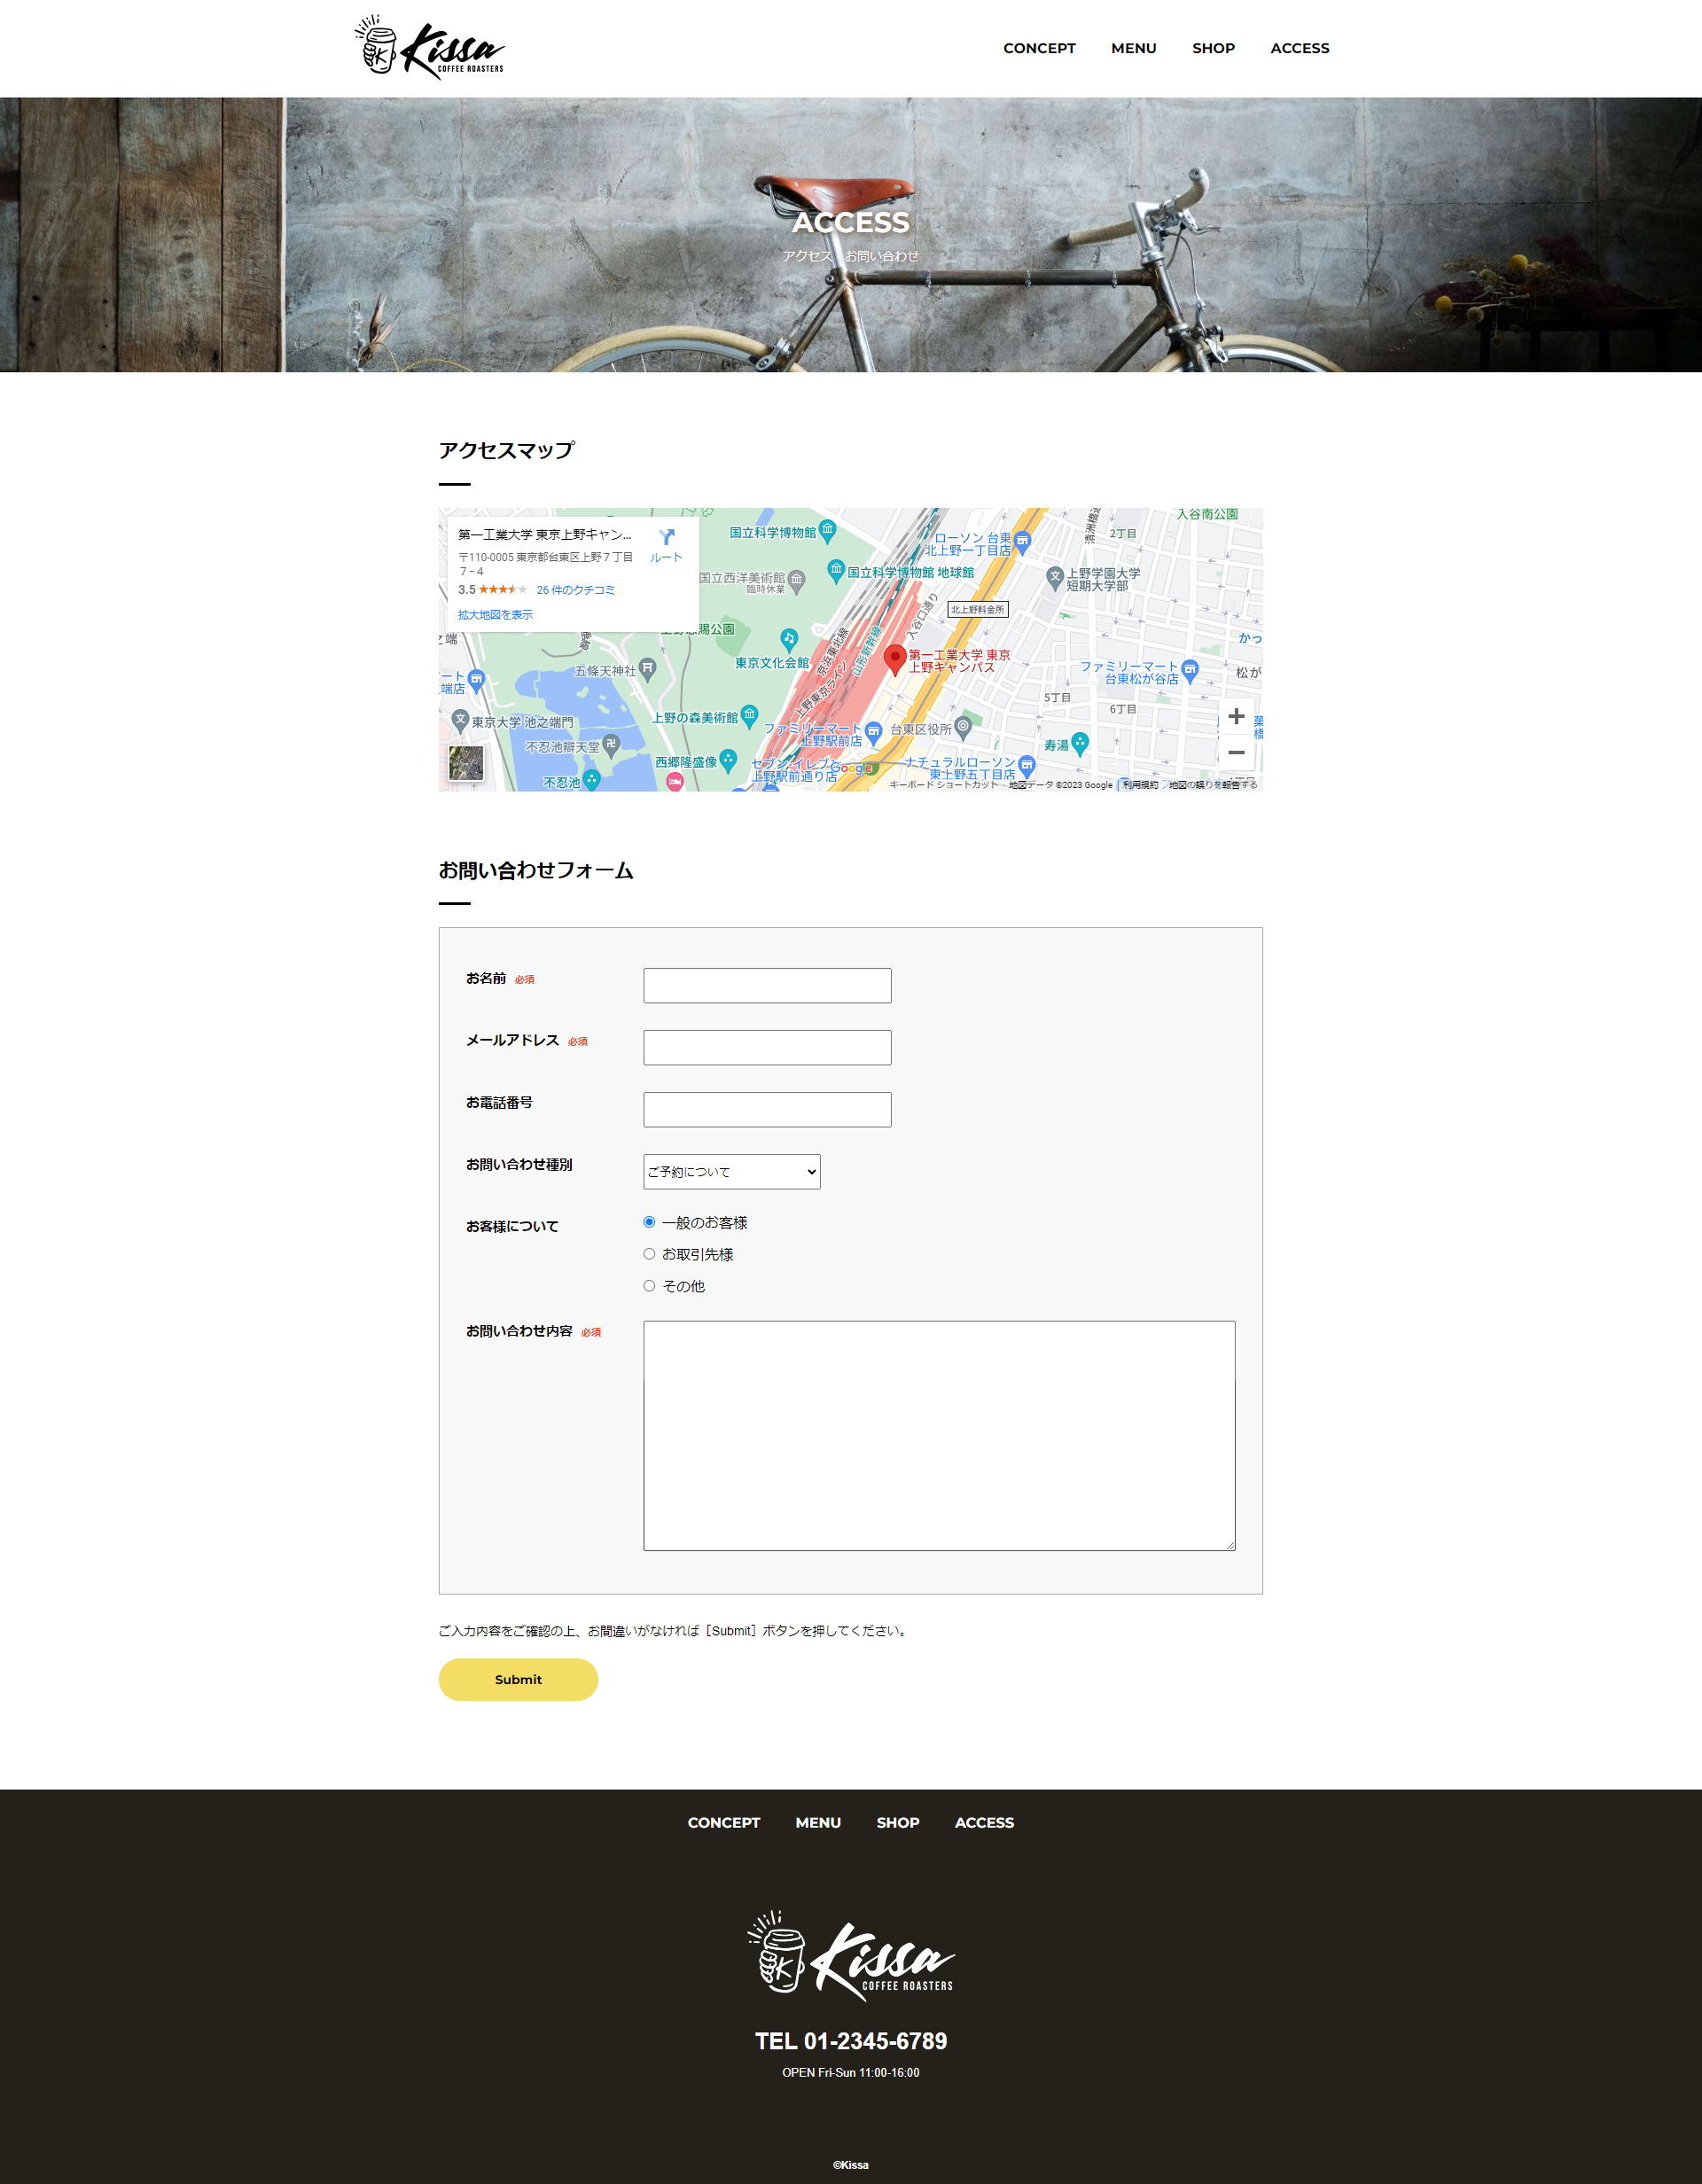 Kissa
COFFEE ROASTERS
CONCEPT MENU SHOP ACCESS
ACCESS
アクセス・お問い合わせ
アクセスマップ
第一工業大学 東京上野キャン...
〒110-0005 東京都台東区上野７丁目
７−４
ルート
3.5 26 件のクチコミ
拡大地図を表示
国立科学博物館
国立科学博物館 地球館
国立西洋美術館
臨時休業
ローソン 台東
北上野一丁目店
2丁目
入谷南公園
上野学園大学
短期大学部
北上野料金所
入谷口通り
京浜東北線
山形新幹線
上野東京ライン
東京文化会館
五條天神社
第一工業大学 東京
上野キャンパス
ファミリーマート
台東松が谷店
かっ
松が
5丁目
6丁目
東京大学 池之端門
上野の森美術館
不忍池辯天堂
ファミリーマート
上野駅前店
台東区役所
寿湯
西郷隆盛像
セブン-イレブン
上野駅前通り店
ナチュラルローソン
東上野五丁目店
不忍池
Google
キーボード ショートカット 地図データ ©2023 Google 利用規約 地図の誤りを報告する
お問い合わせフォーム
お名前 必須
メールアドレス 必須
お電話番号
お問い合わせ種別 ご予約について
お客様について 一般のお客様
お取引先様
その他
お問い合わせ内容 必須
ご入力内容をご確認の上、お間違いがなければ［Submit］ボタンを押してください。
Submit
CONCEPT MENU SHOP ACCESS
Kissa
COFFEE ROASTERS
TEL 01-2345-6789
OPEN Fri-Sun 11:00-16:00
©Kissa